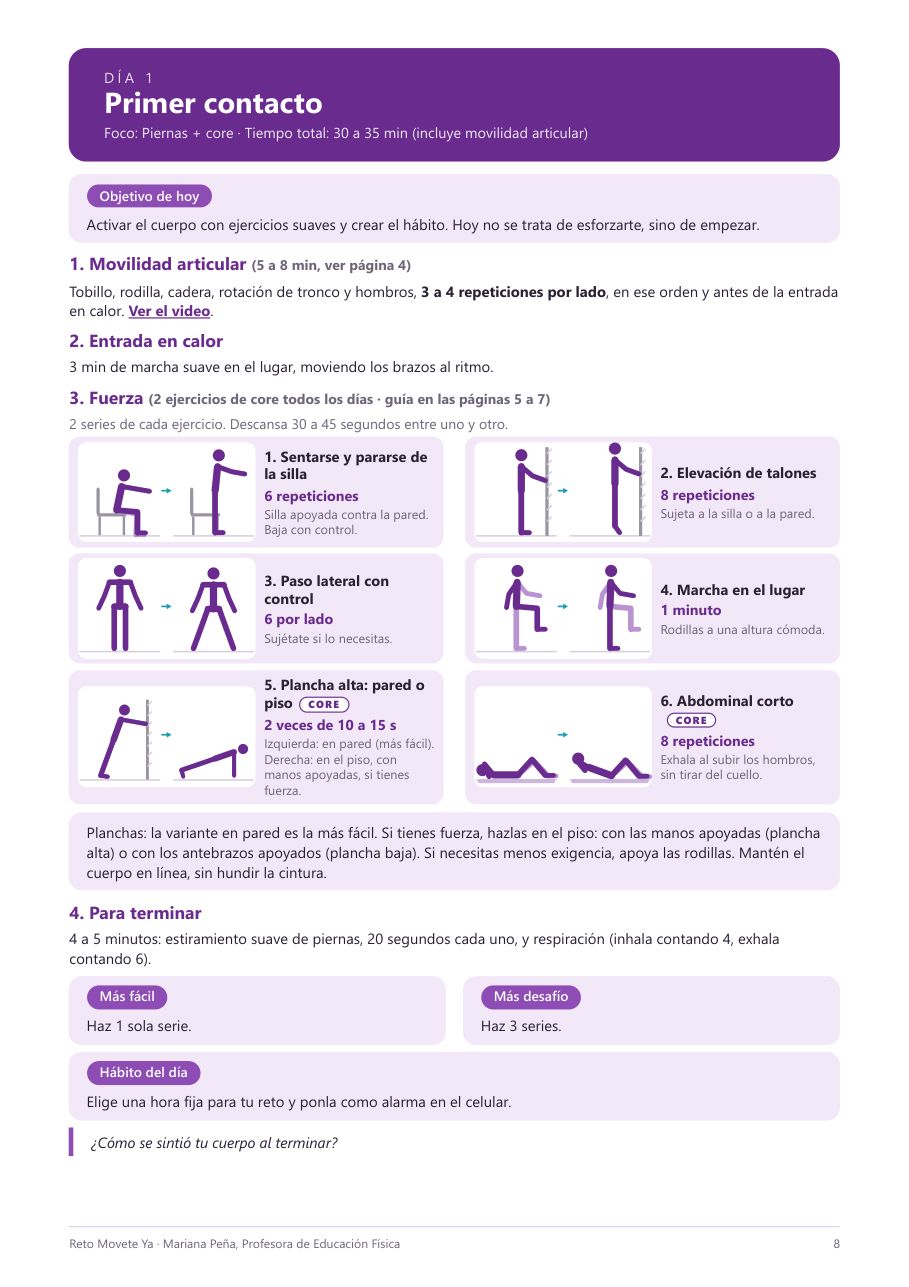 DÍA 1
Primer contacto
Foco: Piernas + core · Tiempo total: 30 a 35 min (incluye movilidad articular)
Objetivo de hoy
Activar el cuerpo con ejercicios suaves y crear el hábito. Hoy no se trata de esforzarte, sino de empezar.
1. Movilidad articular (5 a 8 min, ver página 4)
Tobillo, rodilla, cadera, rotación de tronco y hombros, 3 a 4 repeticiones por lado, en ese orden y antes de la entrada
en calor. Ver el video.
2. Entrada en calor
3 min de marcha suave en el lugar, moviendo los brazos al ritmo.
3. Fuerza (2 ejercicios de core todos los días · guía en las páginas 5 a 7)
2 series de cada ejercicio. Descansa 30 a 45 segundos entre uno y otro.
1. Sentarse y pararse de
la silla
6 repeticiones
Silla apoyada contra la pared.
Baja con control.
2. Elevación de talones
8 repeticiones
Sujeta a la silla o a la pared.
3. Paso lateral con
control
6 por lado
Sujétate si lo necesitas.
4. Marcha en el lugar
1 minuto
Rodillas a una altura cómoda.
5. Plancha alta: pared o
piso CORE
2 veces de 10 a 15 s
Izquierda: en pared (más fácil).
Derecha: en el piso, con
manos apoyadas, si tienes
fuerza.
6. Abdominal corto
CORE
8 repeticiones
Exhala al subir los hombros,
sin tirar del cuello.
Planchas: la variante en pared es la más fácil. Si tienes fuerza, hazlas en el piso: con las manos apoyadas (plancha
alta) o con los antebrazos apoyados (plancha baja). Si necesitas menos exigencia, apoya las rodillas. Mantén el
cuerpo en línea, sin hundir la cintura.
4. Para terminar
4 a 5 minutos: estiramiento suave de piernas, 20 segundos cada uno, y respiración (inhala contando 4, exhala
contando 6).
Más fácil
Haz 1 sola serie.
Más desafío
Haz 3 series.
Hábito del día
Elige una hora fija para tu reto y ponla como alarma en el celular.
¿Cómo se sintió tu cuerpo al terminar?
Reto Movete Ya · Mariana Peña, Profesora de Educación Física
8